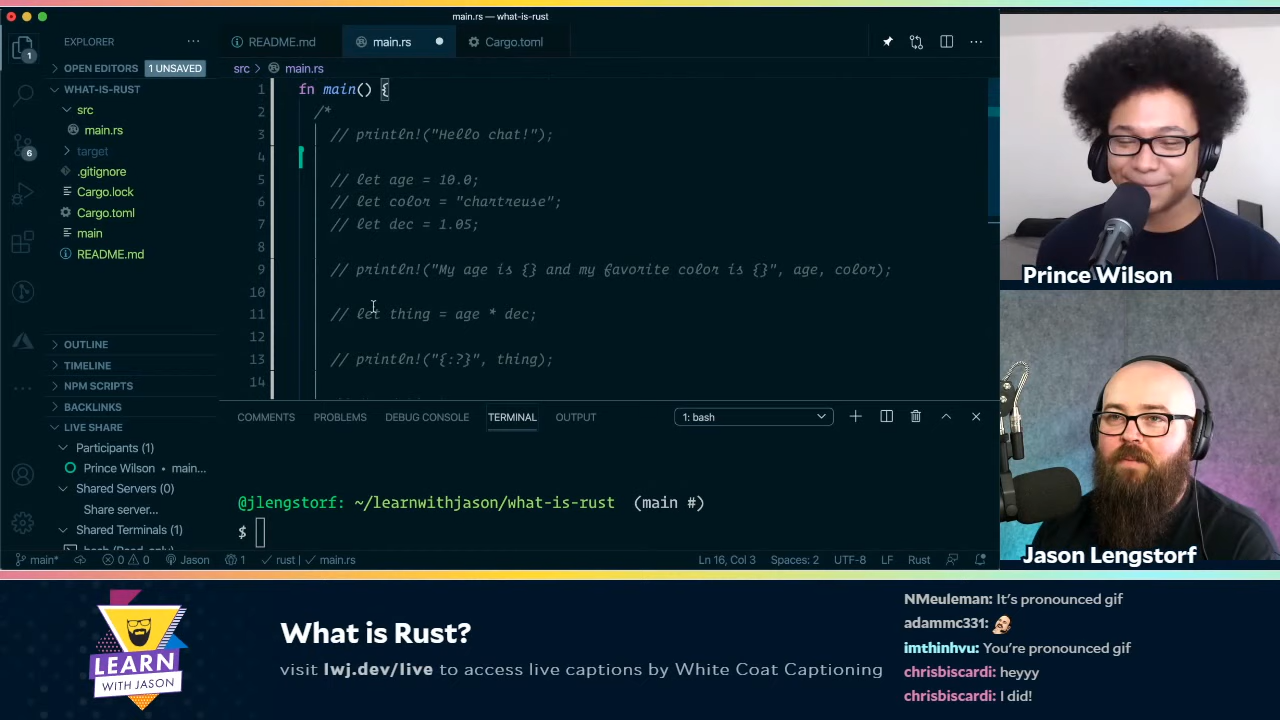 main.rs — what-is-rust
EXPLORER
README.md
main.rs
Cargo.toml
OPEN EDITORS 1 UNSAVED
src > main.rs
WHAT-IS-RUST
src
main.rs
target
.gitignore
Cargo.lock
Cargo.toml
main
README.md
OUTLINE
TIMELINE
NPM SCRIPTS
BACKLINKS
LIVE SHARE
Participants (1)
Prince Wilson • main...
Shared Servers (0)
Share server...
Shared Terminals (1)
1
6
1 fn main() {
2 /*
3 // println!("Hello chat!");
4
5 // let age = 10.0;
6 // let color = "chartreuse";
7 // let dec = 1.05;
8
9 // println!("My age is {} and my favorite color is {}", age, color);
10
11 // let thing = age * dec;
12
13 // println!("{:?}", thing);
14
COMMENTS PROBLEMS DEBUG CONSOLE TERMINAL OUTPUT
1: bash
@jlengstorf: ~/learnwithjason/what-is-rust (main #)
$
main* 0 0 Jason 1 rust | main.rs
Ln 16, Col 3 Spaces: 2 UTF-8 LF Rust
Prince Wilson
Jason Lengstorf
LEARN
WITH JASON
What is Rust?
visit lwj.dev/live to access live captions by White Coat Captioning
NMeuleman: It's pronounced gif
adammc331:
imthinhvu: You're pronounced gif
chrisbiscardi: heyyy
chrisbiscardi: I did!